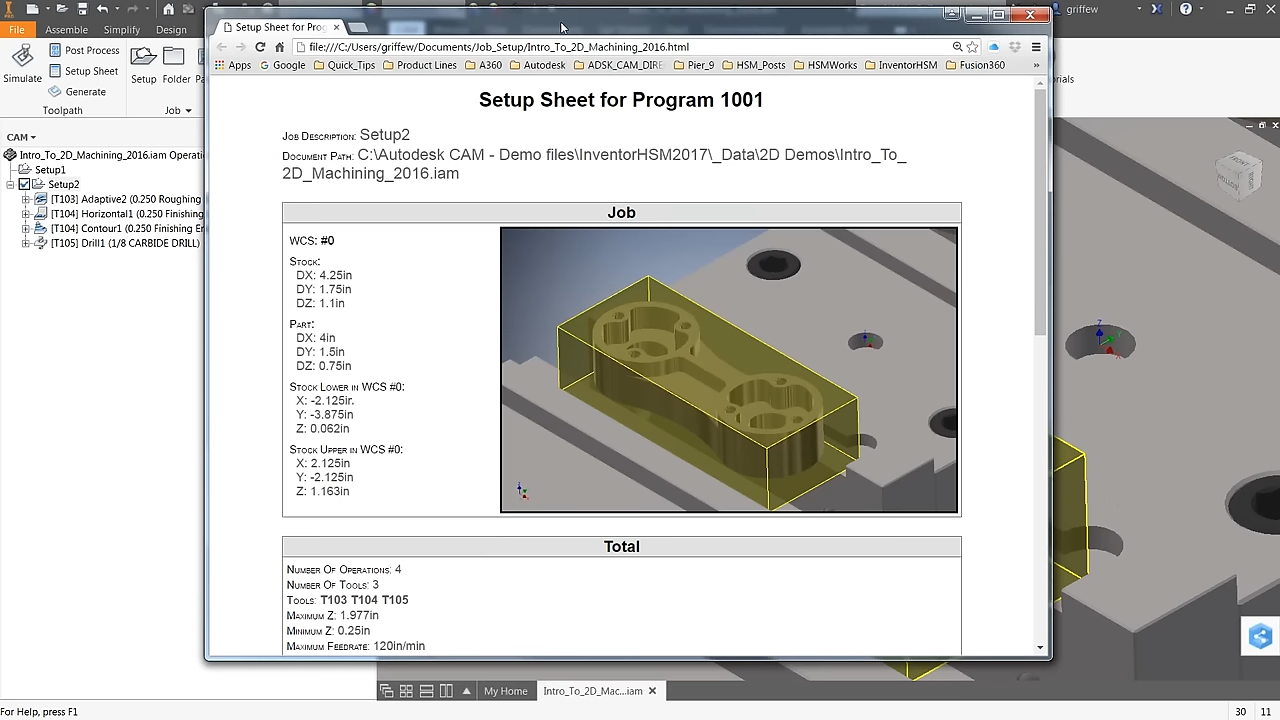 PRO
griffew
File Assemble Simplify Design
Simulate
Post Process
Setup Sheet
Generate
Setup
Folder
Toolpath
Job
CAM
Intro_To_2D_Machining_2016.iam Operati
Setup1
Setup2
[T103] Adaptive2 (0.250 Roughing
[T104] Horizontal1 (0.250 Finishing
[T104] Contour1 (0.250 Finishing En
[T105] Drill1 (1/8 CARBIDE DRILL)
Setup Sheet for Prog
file:///C:/Users/griffew/Documents/Job_Setup/Intro_To_2D_Machining_2016.html
Apps Google Quick_Tips Product Lines A360 Autodesk ADSK_CAM_DIRE Pier_9 HSM_Posts HSMWorks InventorHSM Fusion360 »
Setup Sheet for Program 1001
Job Description: Setup2
Document Path: C:\Autodesk CAM - Demo files\InventorHSM2017\_Data\2D Demos\Intro_To_
2D_Machining_2016.iam
Job
WCS: #0
Stock:
DX: 4.25in
DY: 1.75in
DZ: 1.1in
Part:
DX: 4in
DY: 1.5in
DZ: 0.75in
Stock Lower in WCS #0:
X: -2.125in
Y: -3.875in
Z: 0.062in
Stock Upper in WCS #0:
X: 2.125in
Y: -2.125in
Z: 1.163in
Total
Number Of Operations: 4
Number Of Tools: 3
Tools: T103 T104 T105
Maximum Z: 1.977in
Minimum Z: 0.25in
Maximum Feedrate: 120in/min
rials
FRONT
BOTTOM
My Home Intro_To_2D_Mac...iam
For Help, press F1
30 11